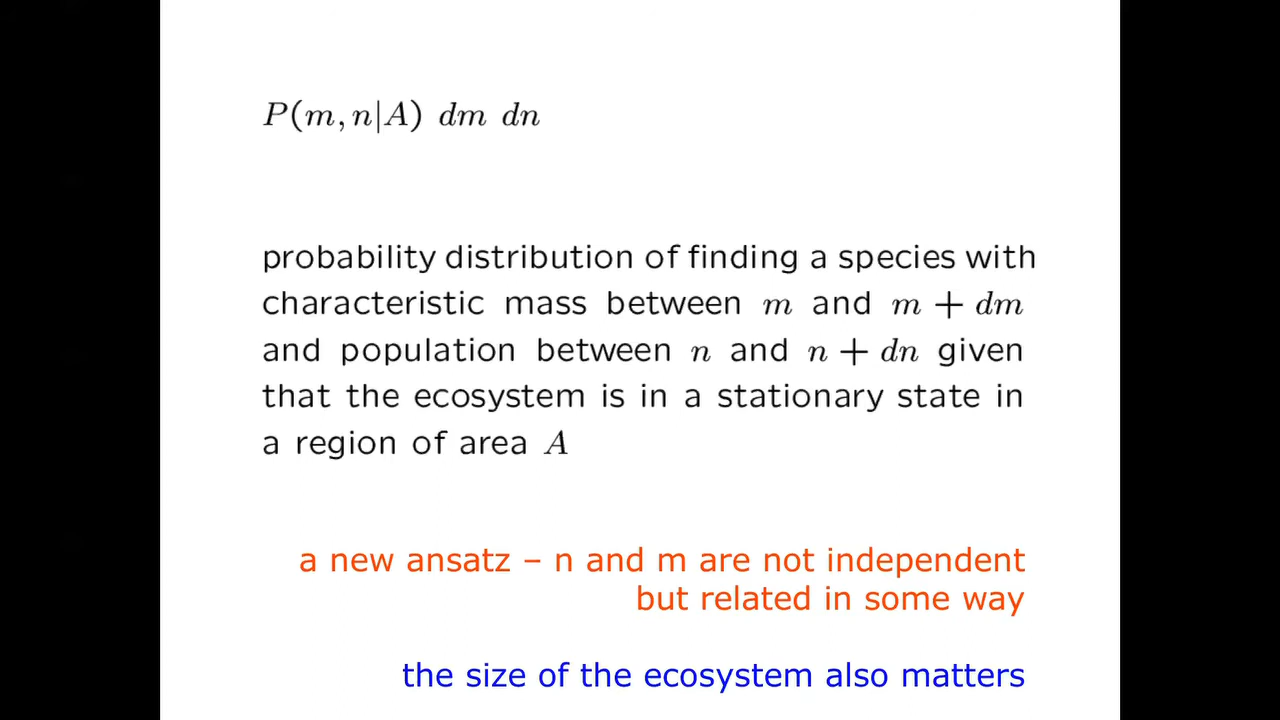 P(m, n|A) dm dn
probability distribution of finding a species with
characteristic mass between m and m + dm
and population between n and n + dn given
that the ecosystem is in a stationary state in
a region of area A
a new ansatz – n and m are not independent
but related in some way
the size of the ecosystem also matters